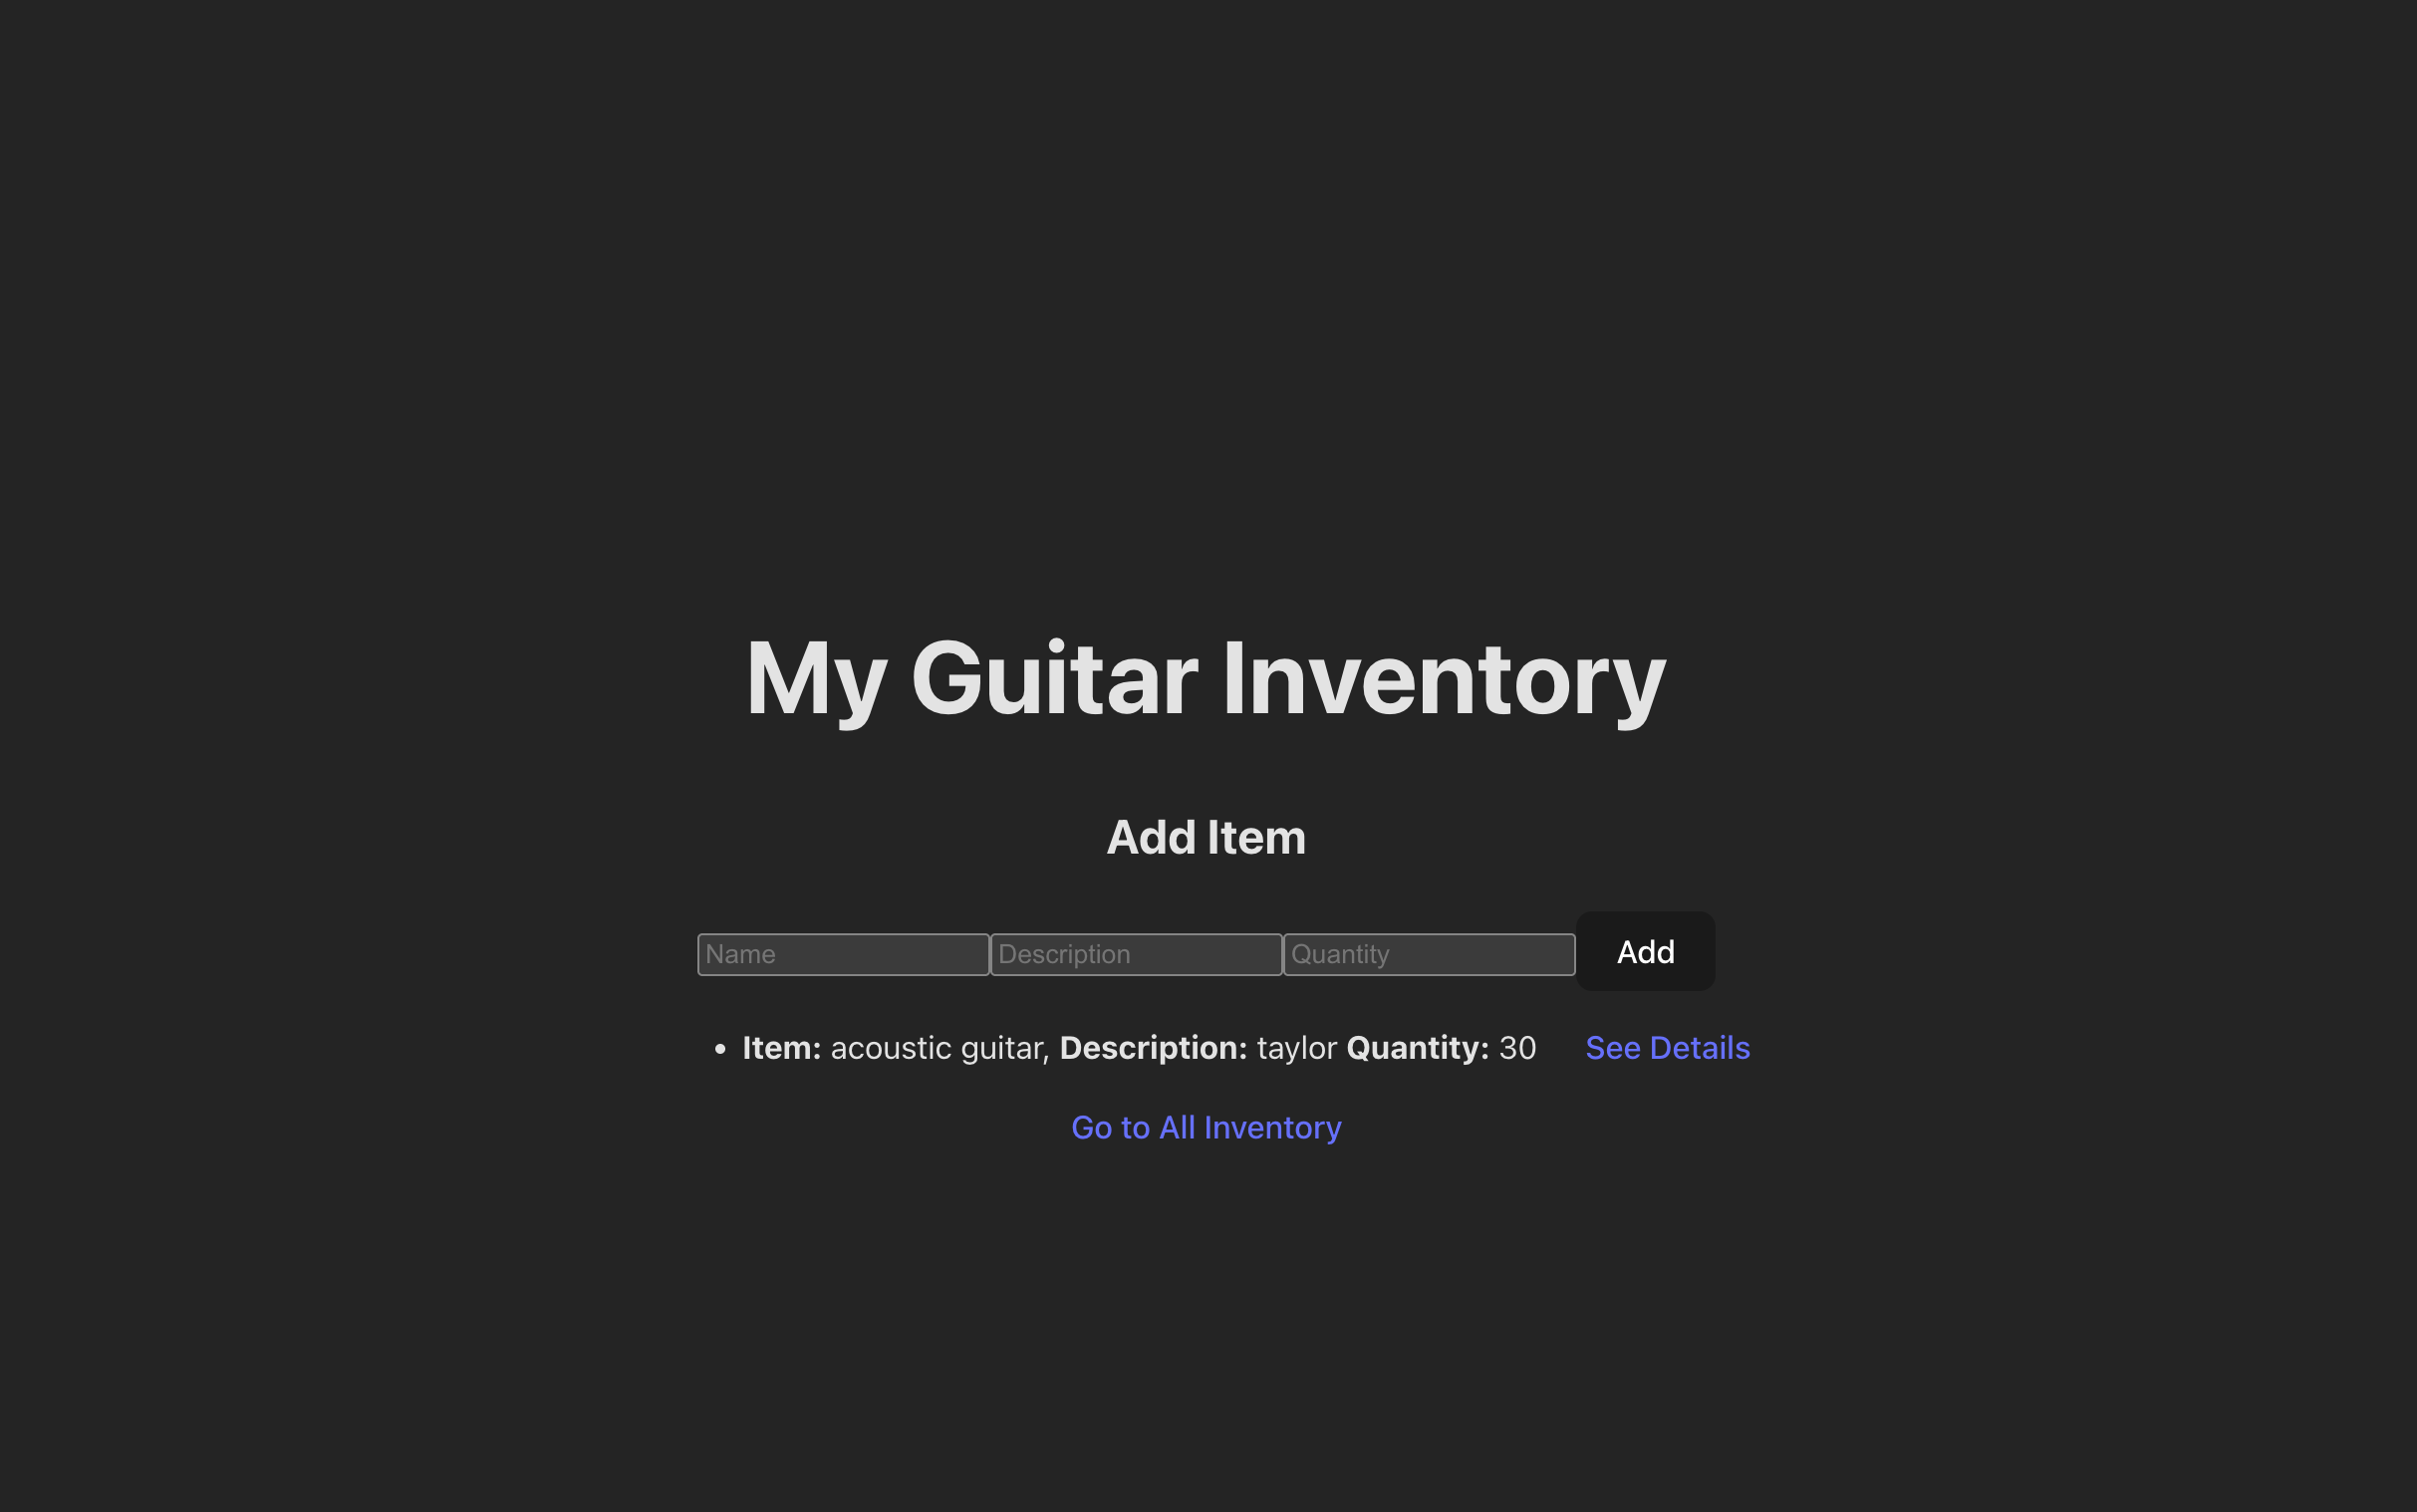 My Guitar Inventory
Add Item
Name Description Quantity Add
• Item: acoustic guitar, Description: taylor Quantity: 30 See Details
Go to All Inventory